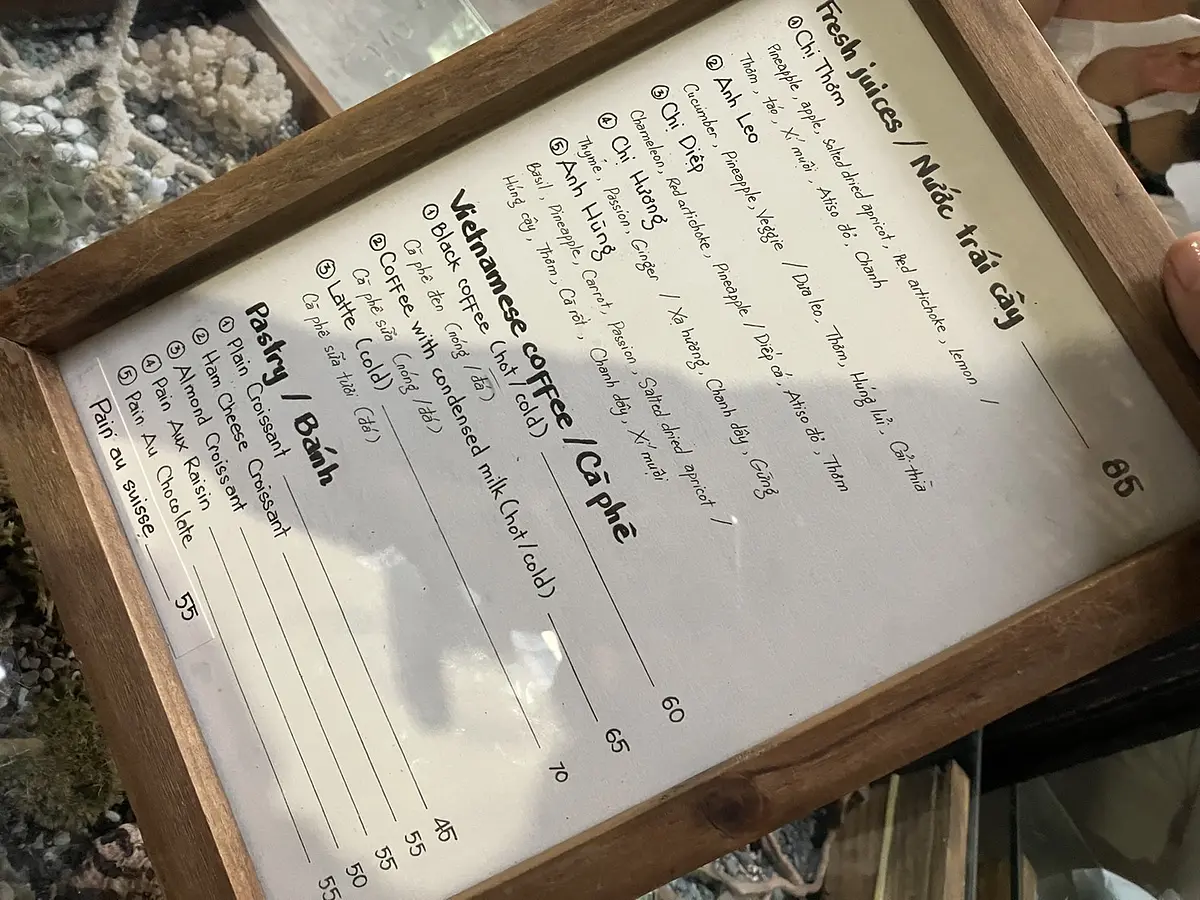 Fresh juices / Nước trái cây 85
① Chị Thơm
Pineapple, apple, salted dried apricot, Red artichoke, lemon /
Thơm, táo, Xí muội, Atiso đỏ, Chanh
② Anh Leo
Cucumber, Pineapple, Veggie / Dưa leo, Thơm, Húng lủi, Cải thìa
③ Chị Diệp
Chameleon, Red artichoke, Pineapple / Diếp cá, Atiso đỏ, Thơm
④ Chị Hương
Thyme, Passion, Ginger / Xạ hương, Chanh dây, Gừng
⑤ Anh Hùng
Basil, Pineapple, Carrot, Passion, Salted dried apricot /
Húng cây, Thơm, Cà rốt, Chanh dây, Xí muội
Vietnamese coffee / Cà phê
① Black coffee (hot/cold) 60
Cà phê đen (nóng/đá)
② Coffee with condensed milk (hot/cold) 65
Cà phê sữa (nóng/đá)
③ Latte (cold) 70
Cà phê sữa tươi (đá)
Pastry / Bánh
① Plain Croissant 45
② Ham Cheese Croissant 55
③ Almond Croissant 55
④ Pain Aux Raisin 50
⑤ Pain Au Chocolate 55
Pain au suisse 55